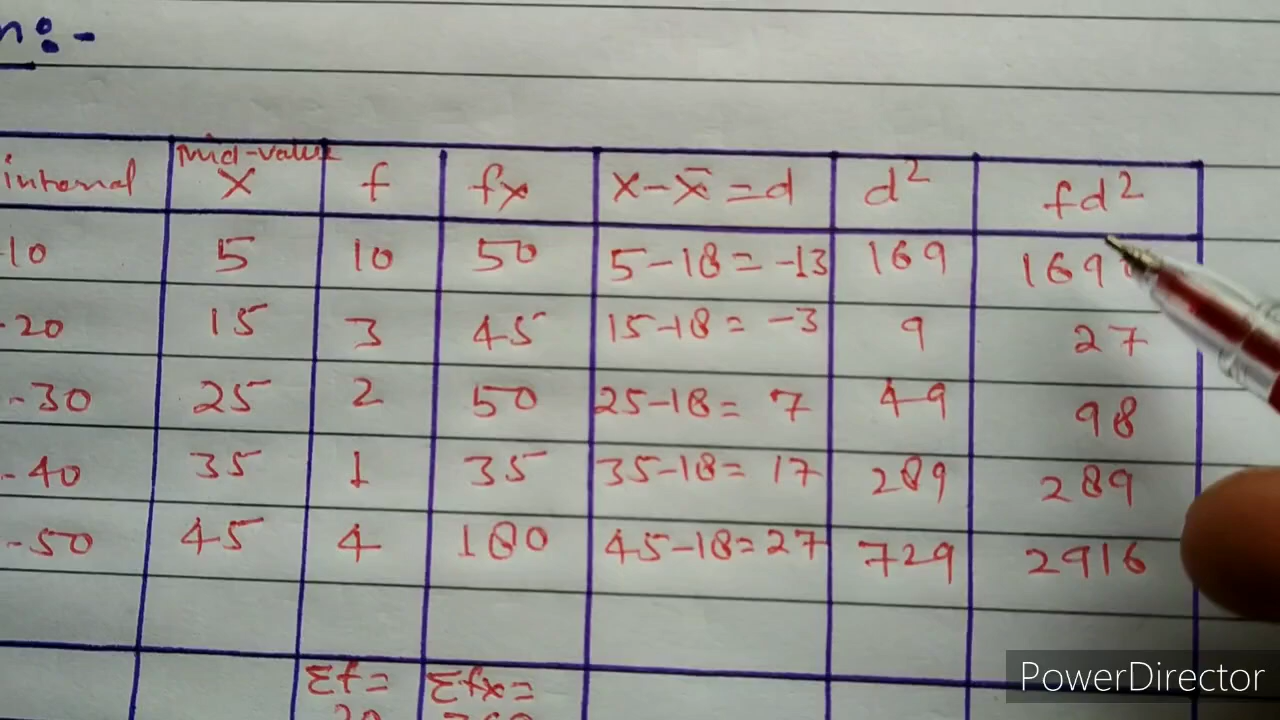 n:-
interval Mid-value X f fx X-X̄=d d² fd²
-10 5 10 50 5-18=-13 169 169
-20 15 3 45 15-18=-3 9 27
-30 25 2 50 25-18=7 49 98
-40 35 1 35 35-18=17 289 289
-50 45 4 180 45-18=27 729 2916
Σf= Σfx=
PowerDirector